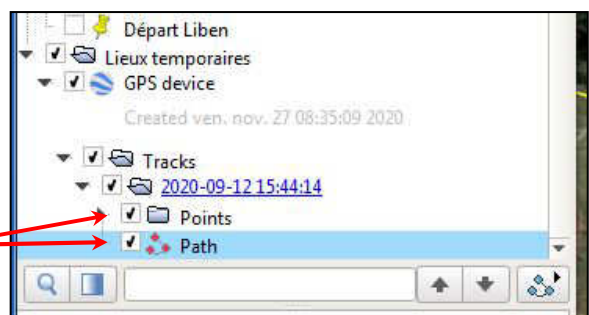 Départ Liben
Lieux temporaires
GPS device
Created ven. nov. 27 08:35:09 2020
Tracks
2020-09-12 15:44:14
Points
Path